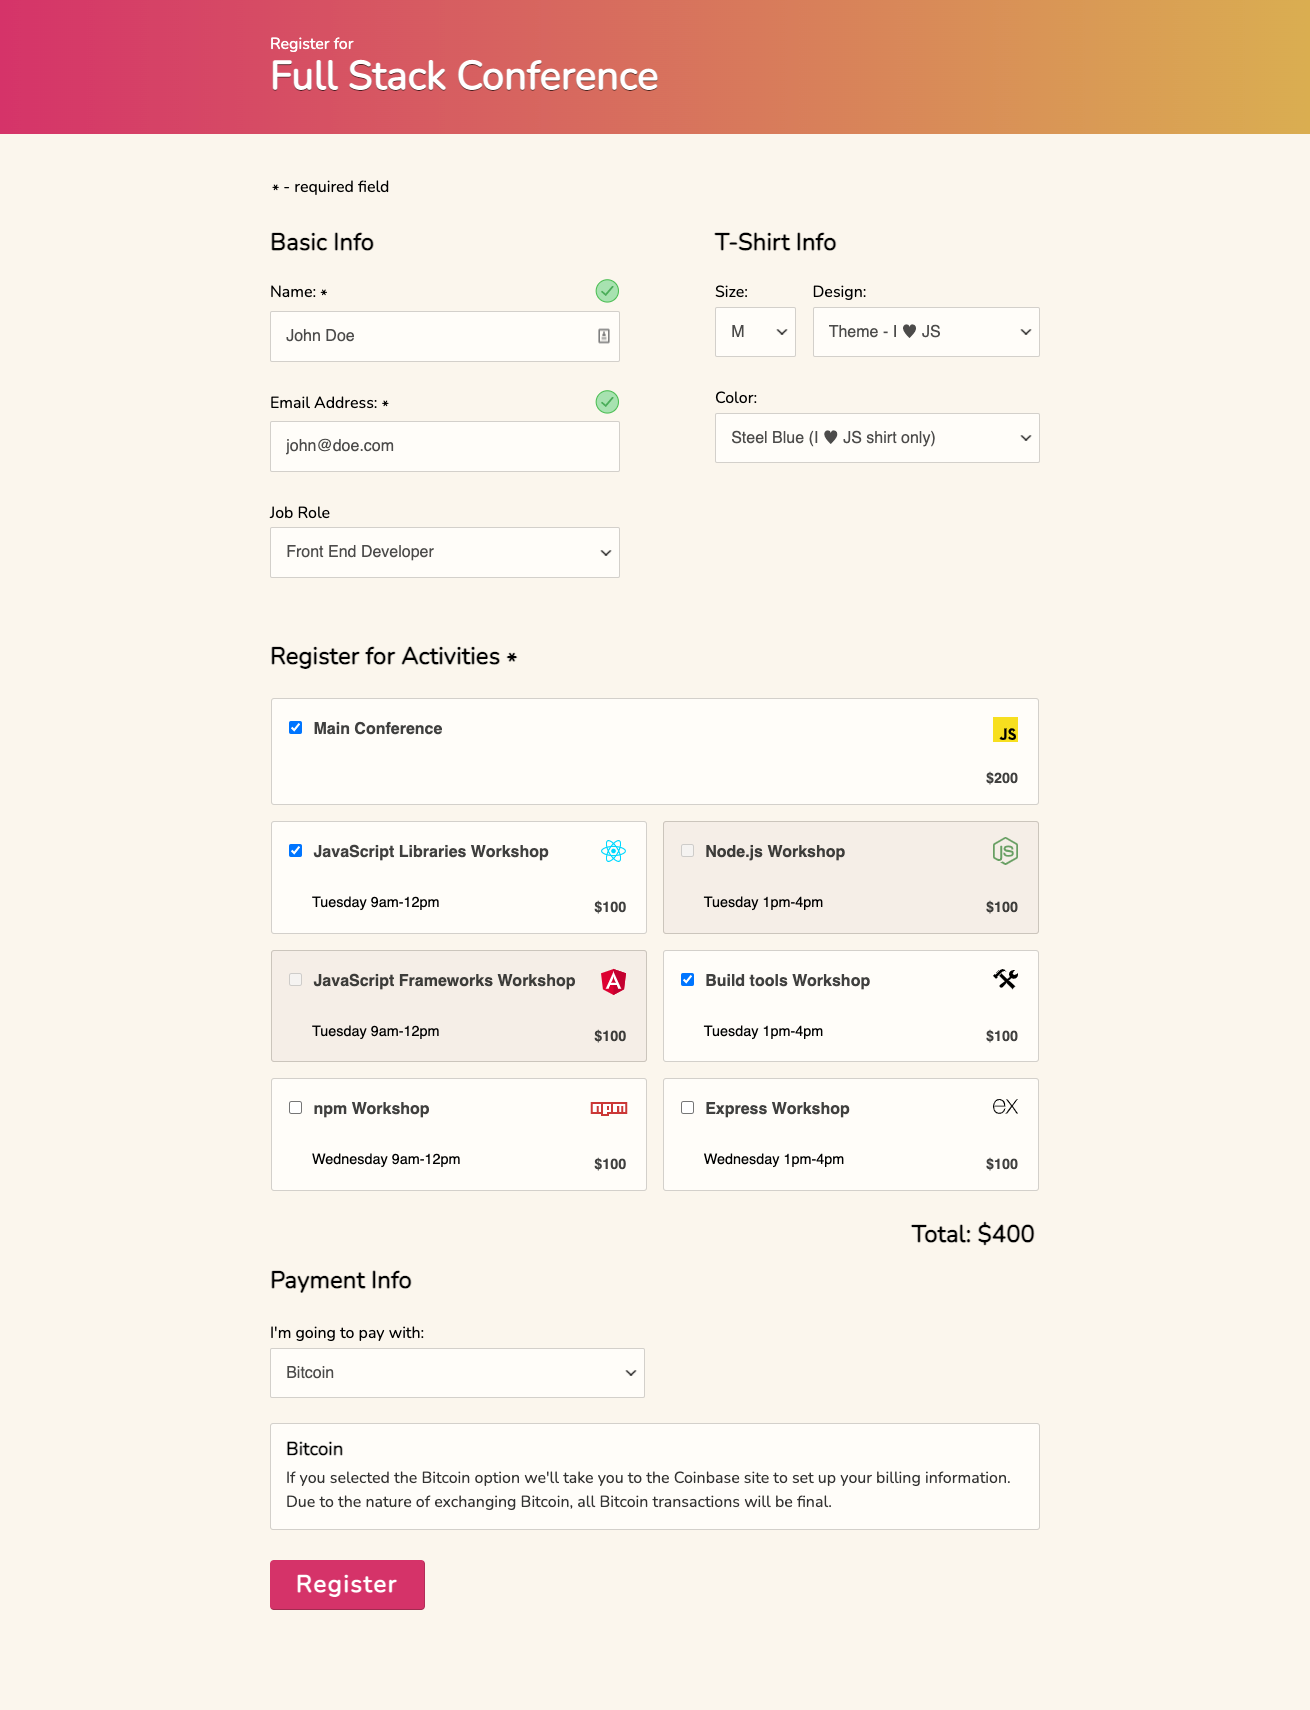 Register for
Full Stack Conference
* - required field
Basic Info
Name: *
John Doe
Email Address: *
john@doe.com
Job Role
Front End Developer
T-Shirt Info
Size:
Design:
M
Theme - I ♥ JS
Color:
Steel Blue (I ♥ JS shirt only)
Register for Activities *
Main Conference
JS
$200
JavaScript Libraries Workshop
Tuesday 9am-12pm
$100
Node.js Workshop
JS
Tuesday 1pm-4pm
$100
JavaScript Frameworks Workshop
A
Tuesday 9am-12pm
$100
Build tools Workshop
Tuesday 1pm-4pm
$100
npm Workshop
npm
Wednesday 9am-12pm
$100
Express Workshop
ex
Wednesday 1pm-4pm
$100
Total: $400
Payment Info
I'm going to pay with:
Bitcoin
Bitcoin
If you selected the Bitcoin option we'll take you to the Coinbase site to set up your billing information.
Due to the nature of exchanging Bitcoin, all Bitcoin transactions will be final.
Register